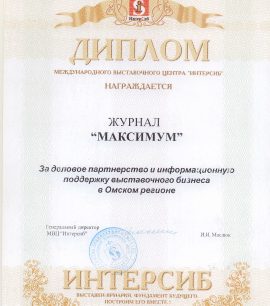 ИнтерСиб
ДИПЛОМ
МЕЖДУНАРОДНОГО ВЫСТАВОЧНОГО ЦЕНТРА "ИНТЕРСИБ"
НАГРАЖДАЕТСЯ
ЖУРНАЛ
“МАКСИМУМ”
За деловое партнерство и информационную
поддержку выставочного бизнеса
в Омском регионе
Генеральный директор
МВЦ "Интерсиб"
ИНТЕРСИБ
ВЫСТАВКИ-ЯРМАРКИ. ФУНДАМЕНТ БУДУЩЕГО
ПОСТРОИМ ЕГО ВМЕСТЕ